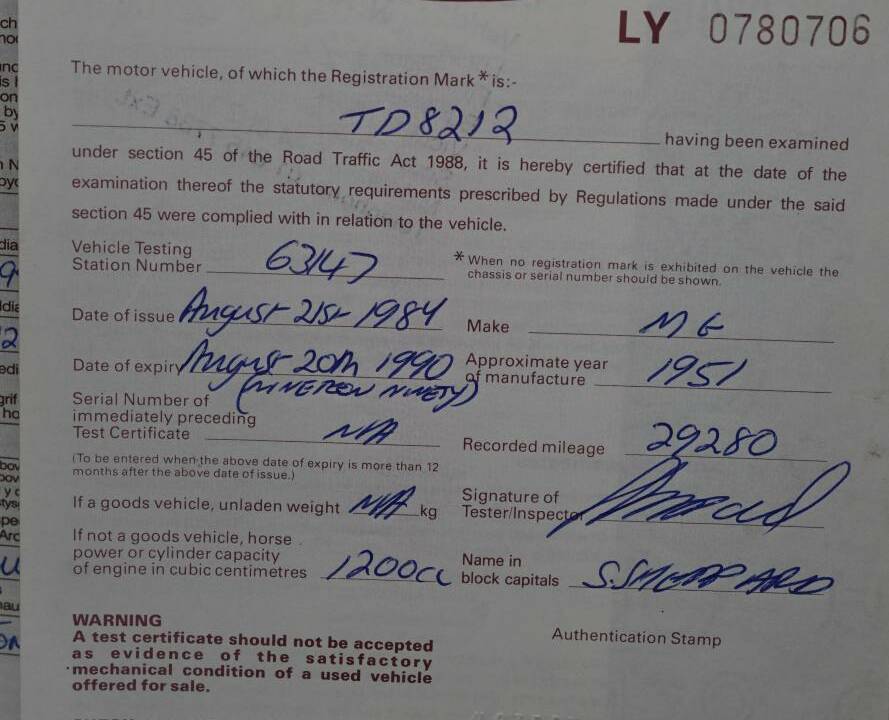 LY 0780706
The motor vehicle, of which the Registration Mark * is:-
TD8212 having been examined
under section 45 of the Road Traffic Act 1988, it is hereby certified that at the date of the
examination thereof the statutory requirements prescribed by Regulations made under the said
section 45 were complied with in relation to the vehicle.
Vehicle Testing
Station Number 63147
* When no registration mark is exhibited on the vehicle the
chassis or serial number should be shown.
Date of issue August 21st 1984
Make MG
Date of expiry August 20th 1990
(NINETEEN NINETY)
Approximate year
of manufacture 1951
Serial Number of
immediately preceding
Test Certificate N/A
Recorded mileage 29280
(To be entered when the above date of expiry is more than 12
months after the above date of issue.)
If a goods vehicle, unladen weight N/A kg
Signature of
Tester/Inspector
If not a goods vehicle, horse
power or cylinder capacity
of engine in cubic centimetres 1200cc
Name in
block capitals S.SHEPPARD
Authentication Stamp
WARNING
A test certificate should not be accepted
as evidence of the satisfactory
mechanical condition of a used vehicle
offered for sale.